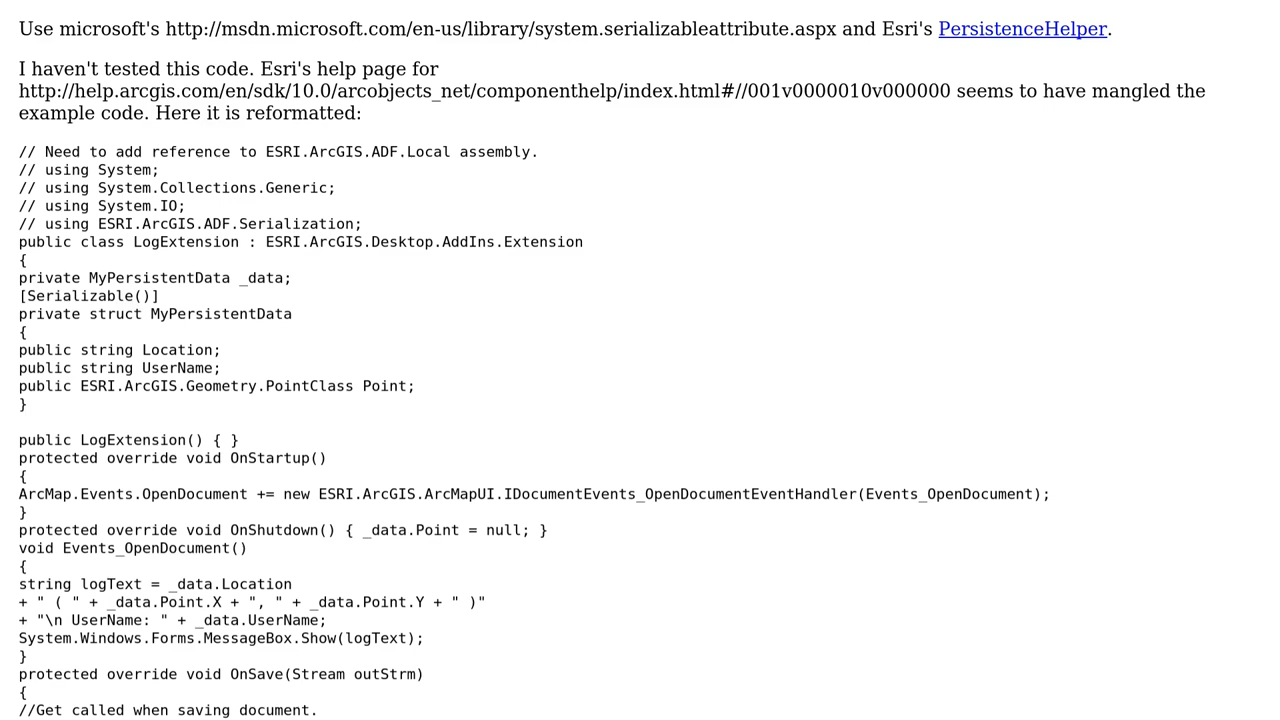 Use microsoft's http://msdn.microsoft.com/en-us/library/system.serializableattribute.aspx and Esri's PersistenceHelper.
I haven't tested this code. Esri's help page for
http://help.arcgis.com/en/sdk/10.0/arcobjects_net/componenthelp/index.html#//001v0000010v000000 seems to have mangled the
example code. Here it is reformatted:
// Need to add reference to ESRI.ArcGIS.ADF.Local assembly.
// using System;
// using System.Collections.Generic;
// using System.IO;
// using ESRI.ArcGIS.ADF.Serialization;
public class LogExtension : ESRI.ArcGIS.Desktop.AddIns.Extension
{
private MyPersistentData _data;
[Serializable()]
private struct MyPersistentData
{
public string Location;
public string UserName;
public ESRI.ArcGIS.Geometry.PointClass Point;
}
public LogExtension() { }
protected override void OnStartup()
{
ArcMap.Events.OpenDocument += new ESRI.ArcGIS.ArcMapUI.IDocumentEvents_OpenDocumentEventHandler(Events_OpenDocument);
}
protected override void OnShutdown() { _data.Point = null; }
void Events_OpenDocument()
{
string logText = _data.Location
+ " ( " + _data.Point.X + ", " + _data.Point.Y + " )"
+ "\n UserName: " + _data.UserName;
System.Windows.Forms.MessageBox.Show(logText);
}
protected override void OnSave(Stream outStrm)
{
//Get called when saving document.